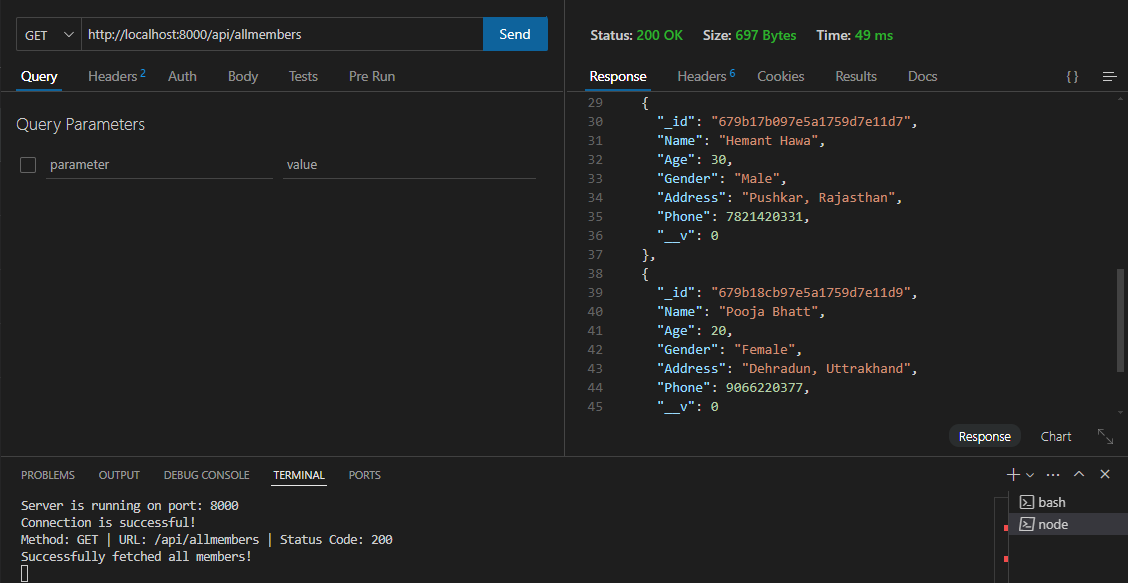 GET http://localhost:8000/api/allmembers Send
Query Headers 2 Auth Body Tests Pre Run
Query Parameters
parameter value
Status: 200 OK Size: 697 Bytes Time: 49 ms
Response Headers 6 Cookies Results Docs {}
29 {
30 "_id": "679b17b097e5a1759d7e11d7",
31 "Name": "Hemant Hawa",
32 "Age": 30,
33 "Gender": "Male",
34 "Address": "Pushkar, Rajasthan",
35 "Phone": 7821420331,
36 "__v": 0
37 },
38 {
39 "_id": "679b18cb97e5a1759d7e11d9",
40 "Name": "Pooja Bhatt",
41 "Age": 20,
42 "Gender": "Female",
43 "Address": "Dehradun, Uttrakhand",
44 "Phone": 9066220377,
45 "__v": 0
Response Chart
PROBLEMS OUTPUT DEBUG CONSOLE TERMINAL PORTS
Server is running on port: 8000
Connection is successful!
Method: GET | URL: /api/allmembers | Status Code: 200
Successfully fetched all members!
bash
node